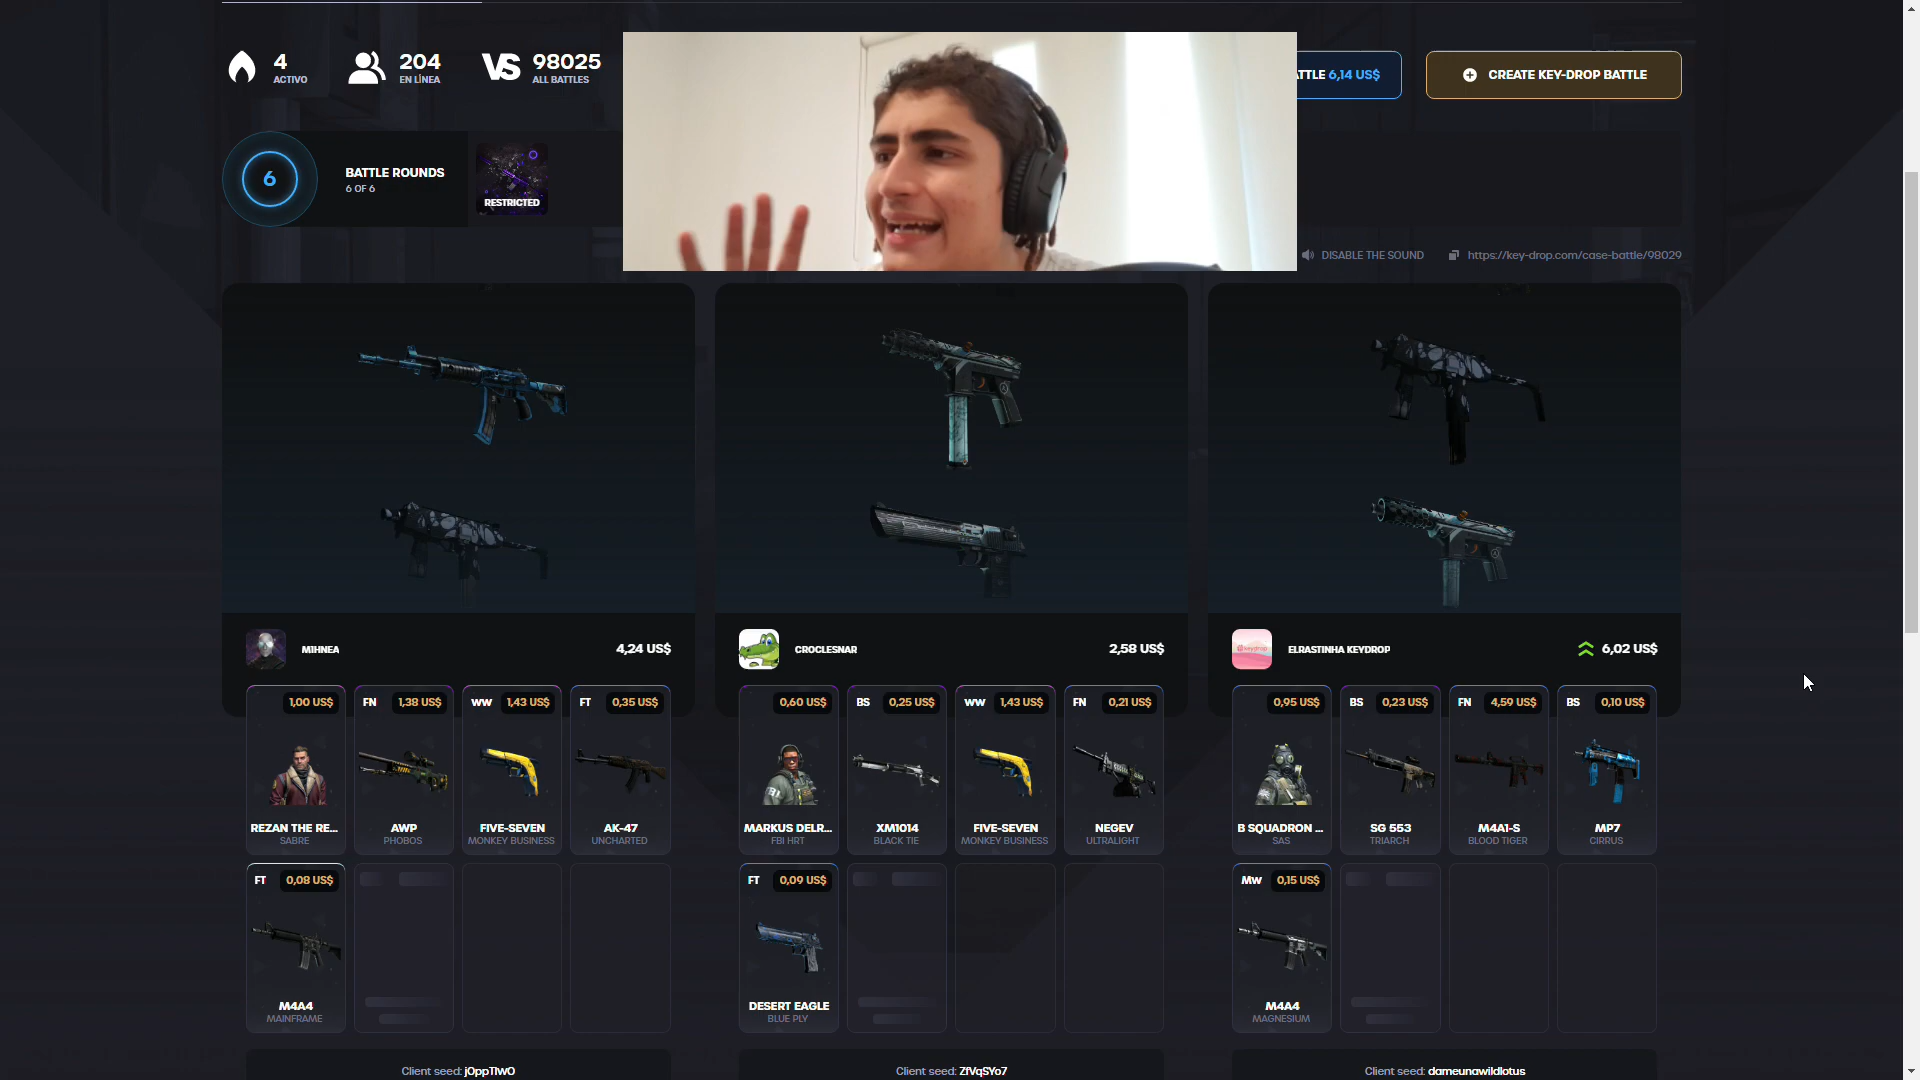 4
ACTIVO
204
EN LÍNEA
VS
98025
ALL BATTLES
TTLE 6,14 US$
CREATE KEY-DROP BATTLE
6
BATTLE ROUNDS
6 OF 6
RESTRICTED
DISABLE THE SOUND
https://key-drop.com/case-battle/98029
MIHNEA
4,24 US$
CROCLESNAR
2,58 US$
keydrop
ELRASTINHA KEYDROP
6,02 US$
1,00 US$
FN 1,38 US$
WW 1,43 US$
FT 0,35 US$
0,60 US$
BS 0,25 US$
WW 1,43 US$
FN 0,21 US$
0,95 US$
BS 0,23 US$
FN 4,59 US$
BS 0,10 US$
REZAN THE RE...
SABRE
AWP
PHOBOS
FIVE-SEVEN
MONKEY BUSINESS
AK-47
UNCHARTED
MARKUS DELR...
FBI HRT
XM1014
BLACK TIE
FIVE-SEVEN
MONKEY BUSINESS
NEGEV
ULTRALIGHT
B SQUADRON ...
SAS
SG 553
TRIARCH
M4A1-S
BLOOD TIGER
MP7
CIRRUS
FT 0,08 US$
FT 0,09 US$
MW 0,15 US$
M4A4
MAINFRAME
DESERT EAGLE
BLUE PLY
M4A4
MAGNESIUM
Client seed: jOppTlWO
Client seed: ZfVqSYo7
Client seed: dameunawildlotus